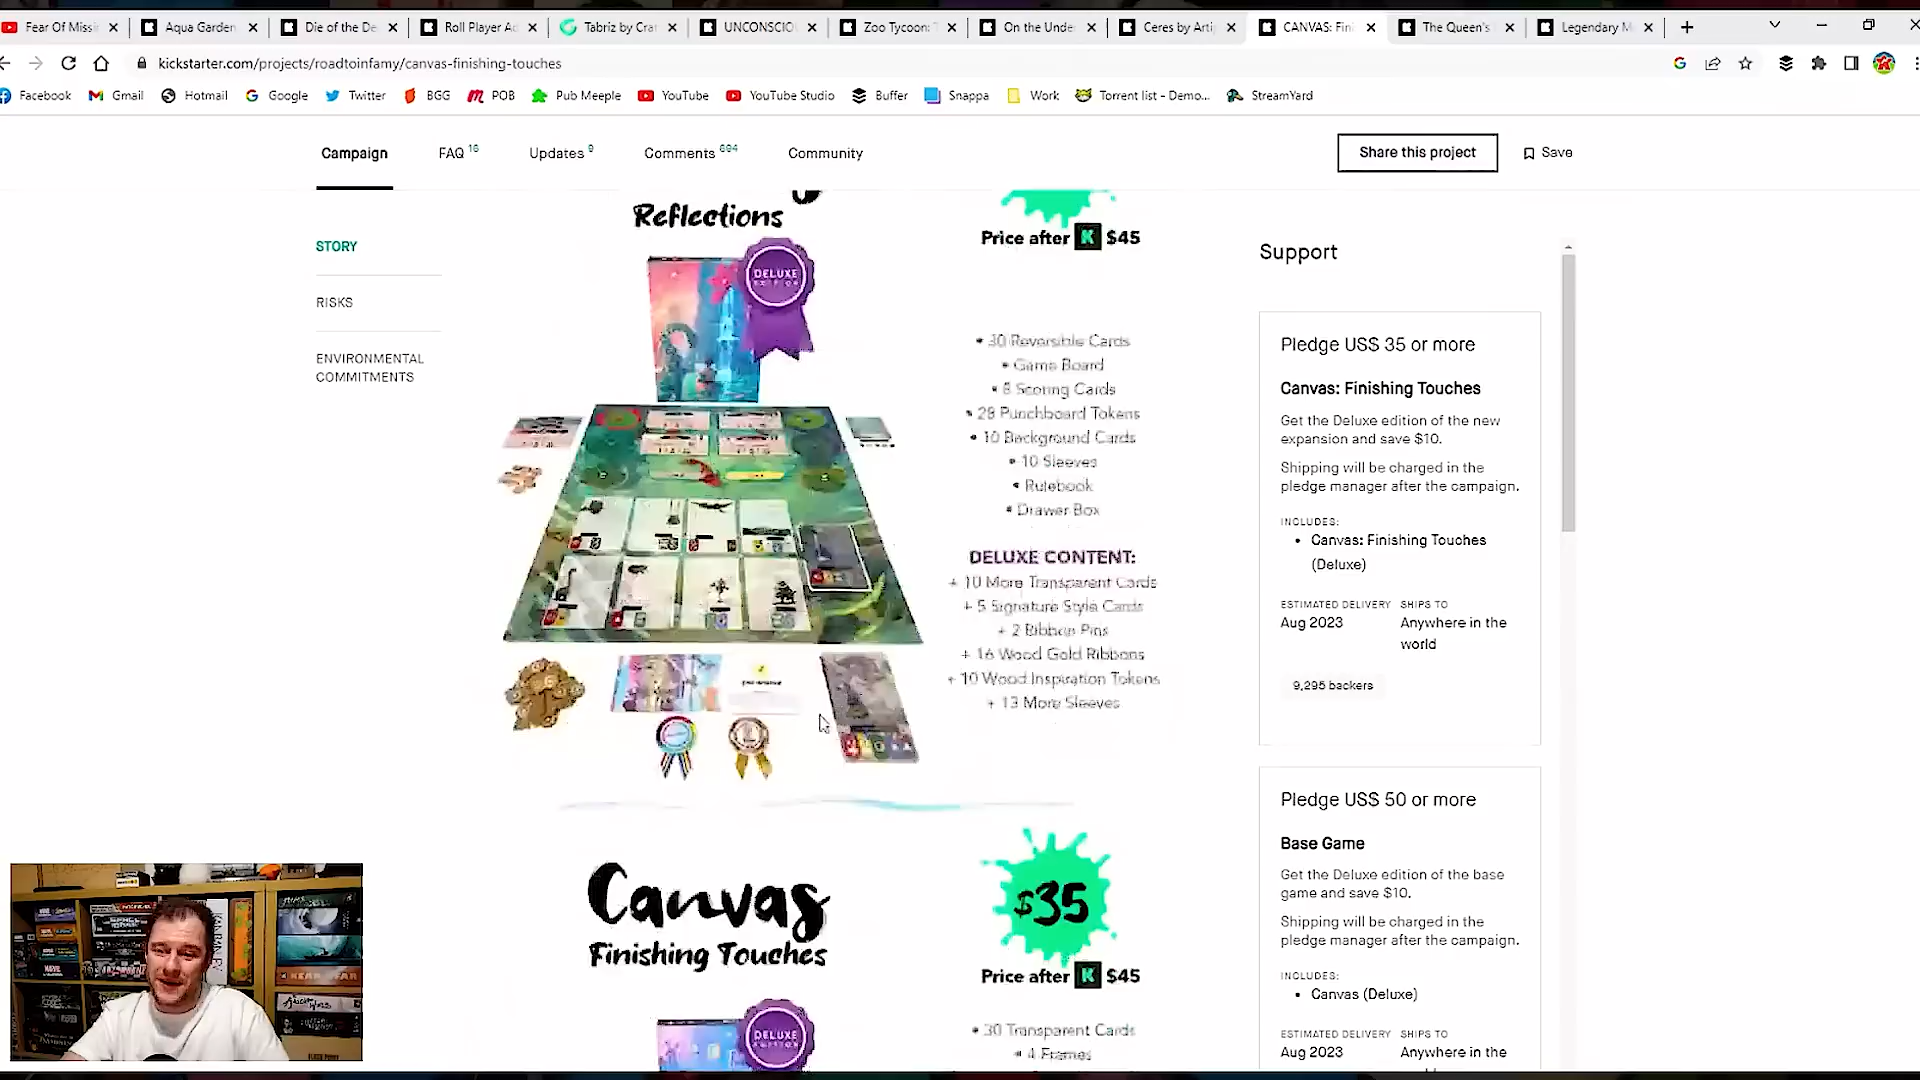 Fear Of Missi
Aqua Garden
Die of the De
Roll Player Ad
Tabriz by Cra
UNCONSCIO
Zoo Tycoon:
On the Unde
Ceres by Arti
CANVAS: Fin
The Queen's
Legendary M
kickstarter.com/projects/roadtoinfamy/canvas-finishing-touches
Facebook
Gmail
Hotmail
Google
Twitter
BGG
POB
Pub Meeple
YouTube
YouTube Studio
Buffer
Snappa
Work
Torrent list - Demo...
StreamYard
Campaign
FAQ 16
Updates 9
Comments 694
Community
Share this project
Save
STORY
RISKS
ENVIRONMENTAL
COMMITMENTS
Reflections
DELUXE
EDITION
Price after K $45
• 30 Reversible Cards
• Game Board
• 8 Scoring Cards
• 28 Punchboard Tokens
• 10 Background Cards
• 10 Sleeves
• Rulebook
• Drawer Box
DELUXE CONTENT:
+ 10 More Transparent Cards
+ 5 Signature Style Cards
+ 2 Ribbon Pins
+ 16 Wood Gold Ribbons
+ 10 Wood Inspiration Tokens
+ 13 More Sleeves
Canvas
Finishing Touches
$35
Price after K $45
DELUXE
EDITION
• 30 Transparent Cards
• 4 Frames
Support
Pledge US$ 35 or more
Canvas: Finishing Touches
Get the Deluxe edition of the new
expansion and save $10.
Shipping will be charged in the
pledge manager after the campaign.
INCLUDES:
• Canvas: Finishing Touches
(Deluxe)
ESTIMATED DELIVERY
Aug 2023
SHIPS TO
Anywhere in the
world
9,295 backers
Pledge US$ 50 or more
Base Game
Get the Deluxe edition of the base
game and save $10.
Shipping will be charged in the
pledge manager after the campaign.
INCLUDES:
• Canvas (Deluxe)
ESTIMATED DELIVERY
Aug 2023
SHIPS TO
Anywhere in the